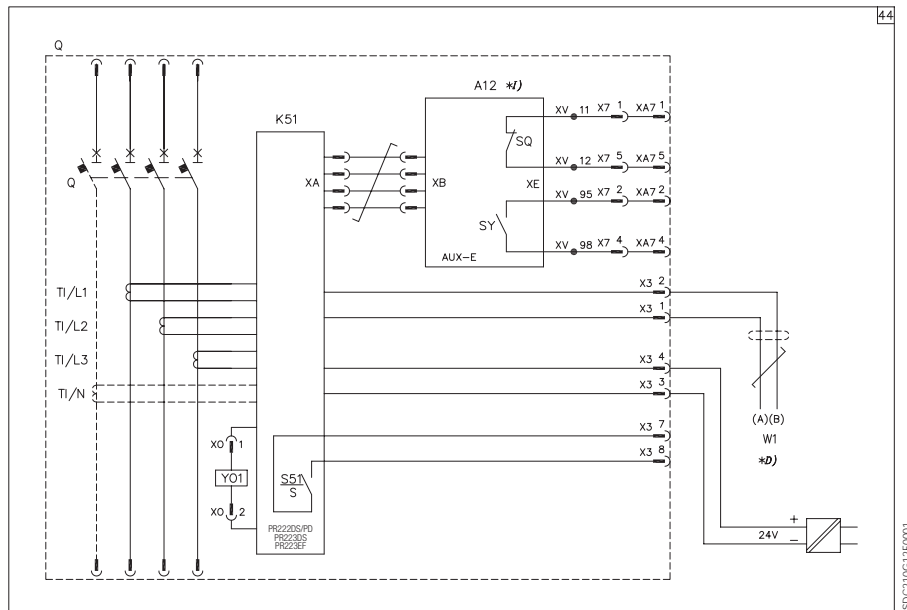 44
Q
A12 *I)
K51
XV 11 X7 1 XA7 1
SQ
XA
XB
XE
XV 12 X7 5 XA7 5
XV 95 X7 2 XA7 2
Q
SY
XV 98 X7 4 XA7 4
AUX-E
TI/L1
X3 2
X3 1
TI/L2
TI/L3
X3 4
TI/N
X3 3
(A)(B)
W1
*D)
X3 7
XO 1
X3 8
YO1
S51
S
XO 2
PR222DS/PD
PR223DS
PR223EF
+
24V
–